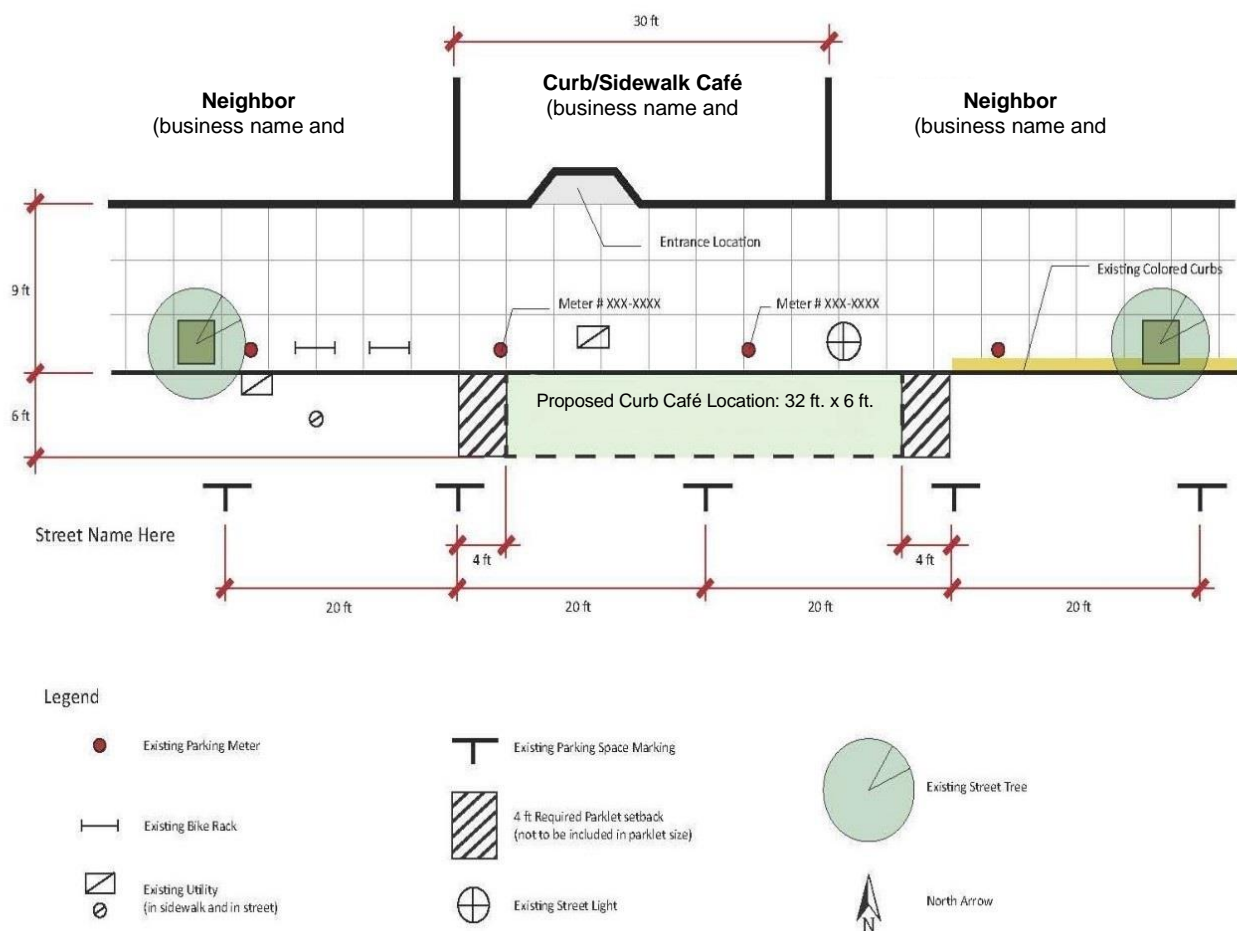 30 ft
Neighbor
(business name and
Curb/Sidewalk Café
(business name and
Neighbor
(business name and
Entrance Location
Existing Colored Curbs
9 ft
Meter # XXX-XXXX
Meter # XXX-XXXX
6 ft
Proposed Curb Café Location: 32 ft. x 6 ft.
Street Name Here
4 ft
4 ft
20 ft
20 ft
20 ft
20 ft
Legend
Existing Parking Meter
Existing Bike Rack
Existing Utility
(in sidewalk and in street)
Existing Parking Space Marking
4 ft Required Parklet setback
(not to be included in parklet size)
Existing Street Light
Existing Street Tree
North Arrow
N